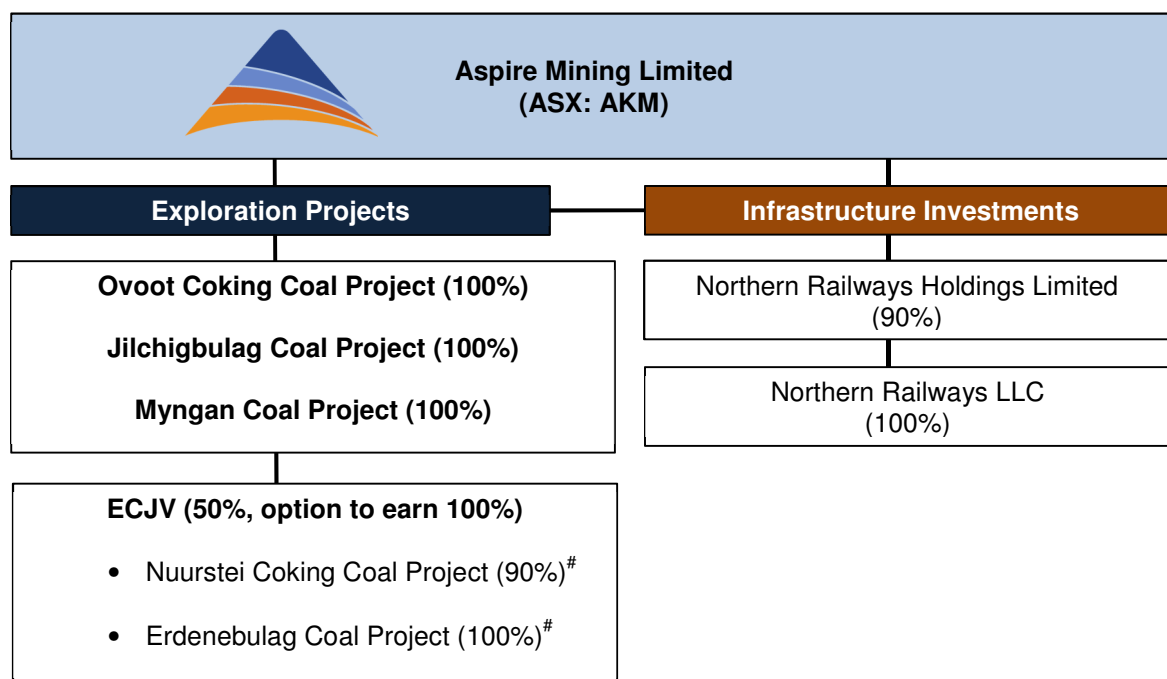 Aspire Mining Limited
(ASX: AKM)
Exploration Projects
Infrastructure Investments
Ovoot Coking Coal Project (100%)
Jilchigbulag Coal Project (100%)
Myngan Coal Project (100%)
Northern Railways Holdings Limited
(90%)
Northern Railways LLC
(100%)
ECJV (50%, option to earn 100%)
• Nuurstei Coking Coal Project (90%)#
• Erdenebulag Coal Project (100%)#